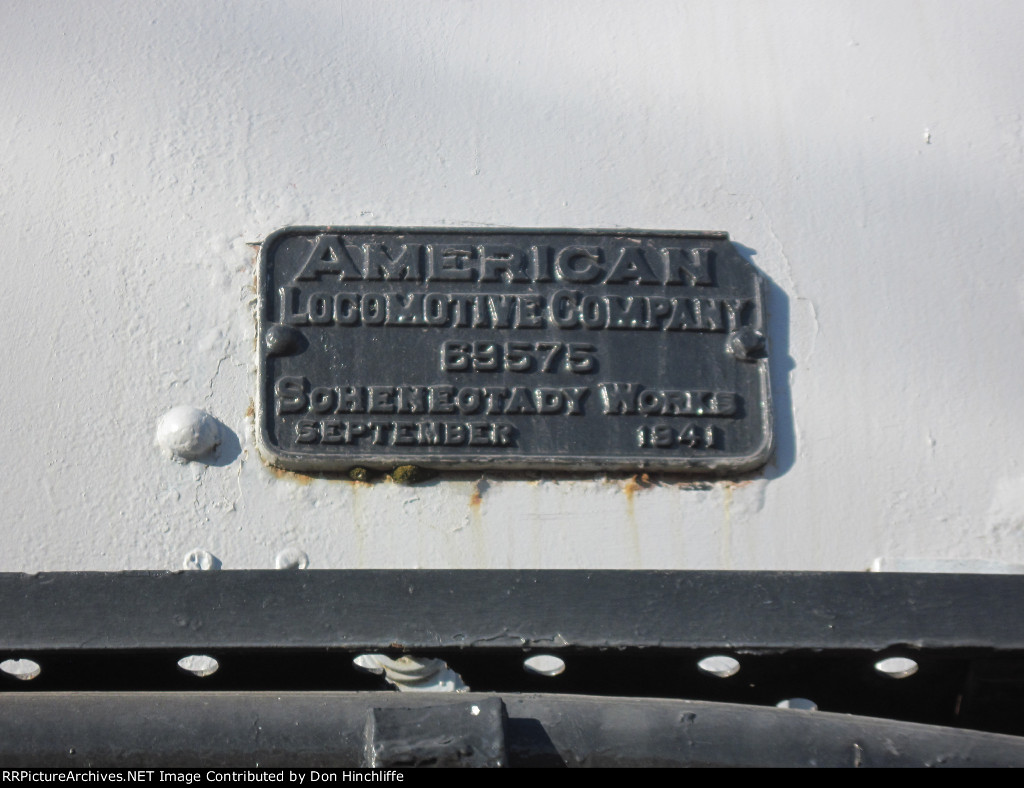 AMERICAN
LOCOMOTIVE COMPANY
69575
SCHENECTADY WORKS
SEPTEMBER 1941
RRPictureArchives.NET Image Contributed by Don Hinchliffe